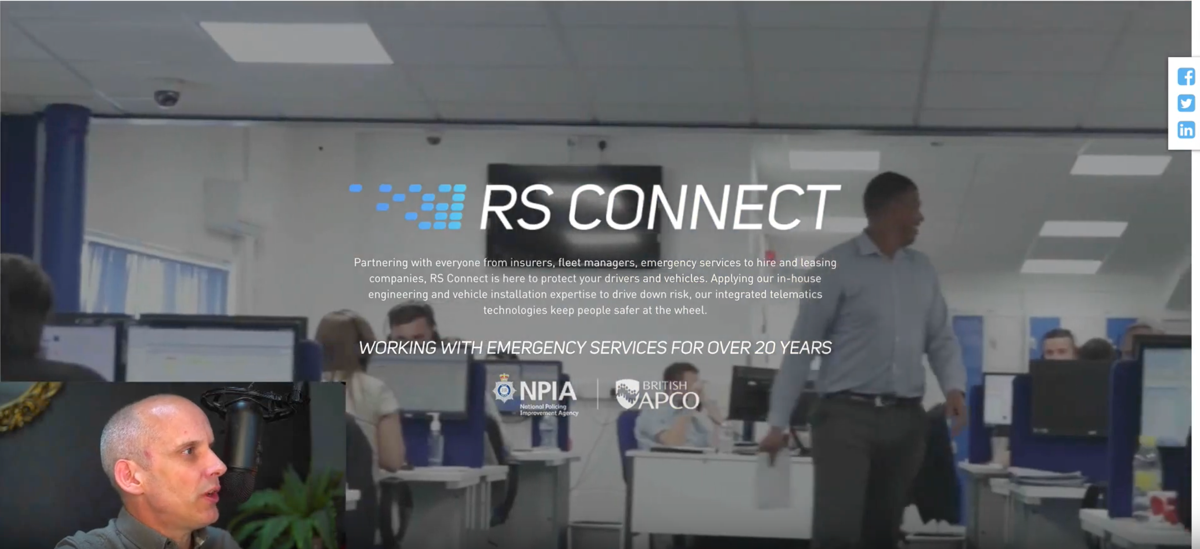 RS CONNECT
Partnering with everyone from insurers, fleet managers, emergency services to hire and leasing
companies, RS Connect is here to protect your drivers and vehicles. Applying our in-house
engineering and vehicle installation expertise to drive down risk, our integrated telematics
technologies keep people safer at the wheel.
WORKING WITH EMERGENCY SERVICES FOR OVER 20 YEARS
NPIA
National Policing
Improvement Agency
BRITISH
APCO